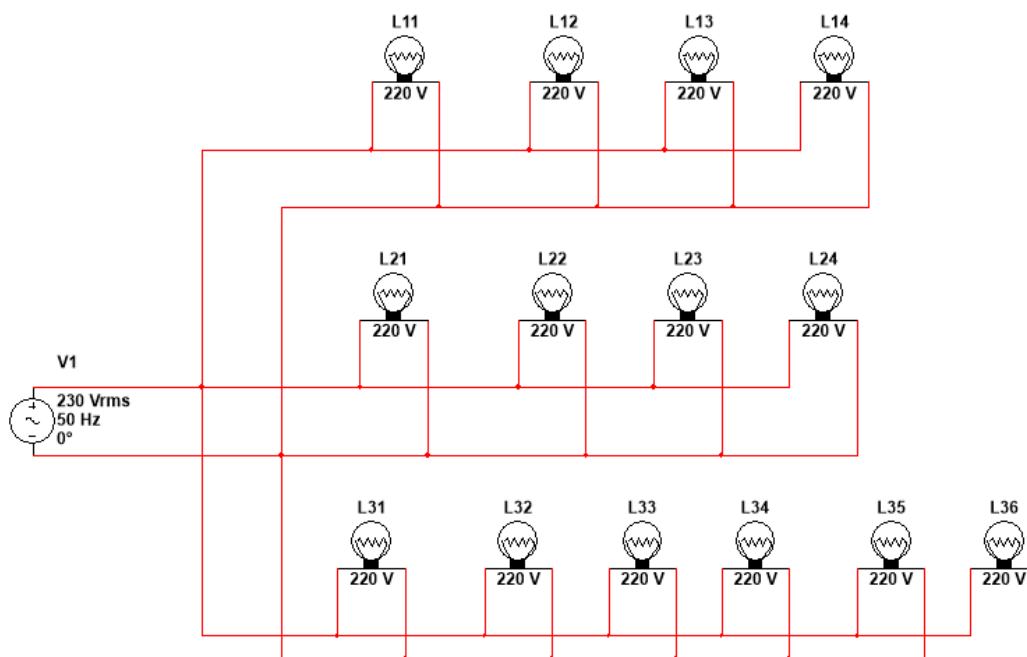 L11 L12 L13 L14
220 V 220 V 220 V 220 V
L21 L22 L23 L24
220 V 220 V 220 V 220 V
V1
230 Vrms
50 Hz
0°
L31 L32 L33 L34 L35 L36
220 V 220 V 220 V 220 V 220 V 220 V